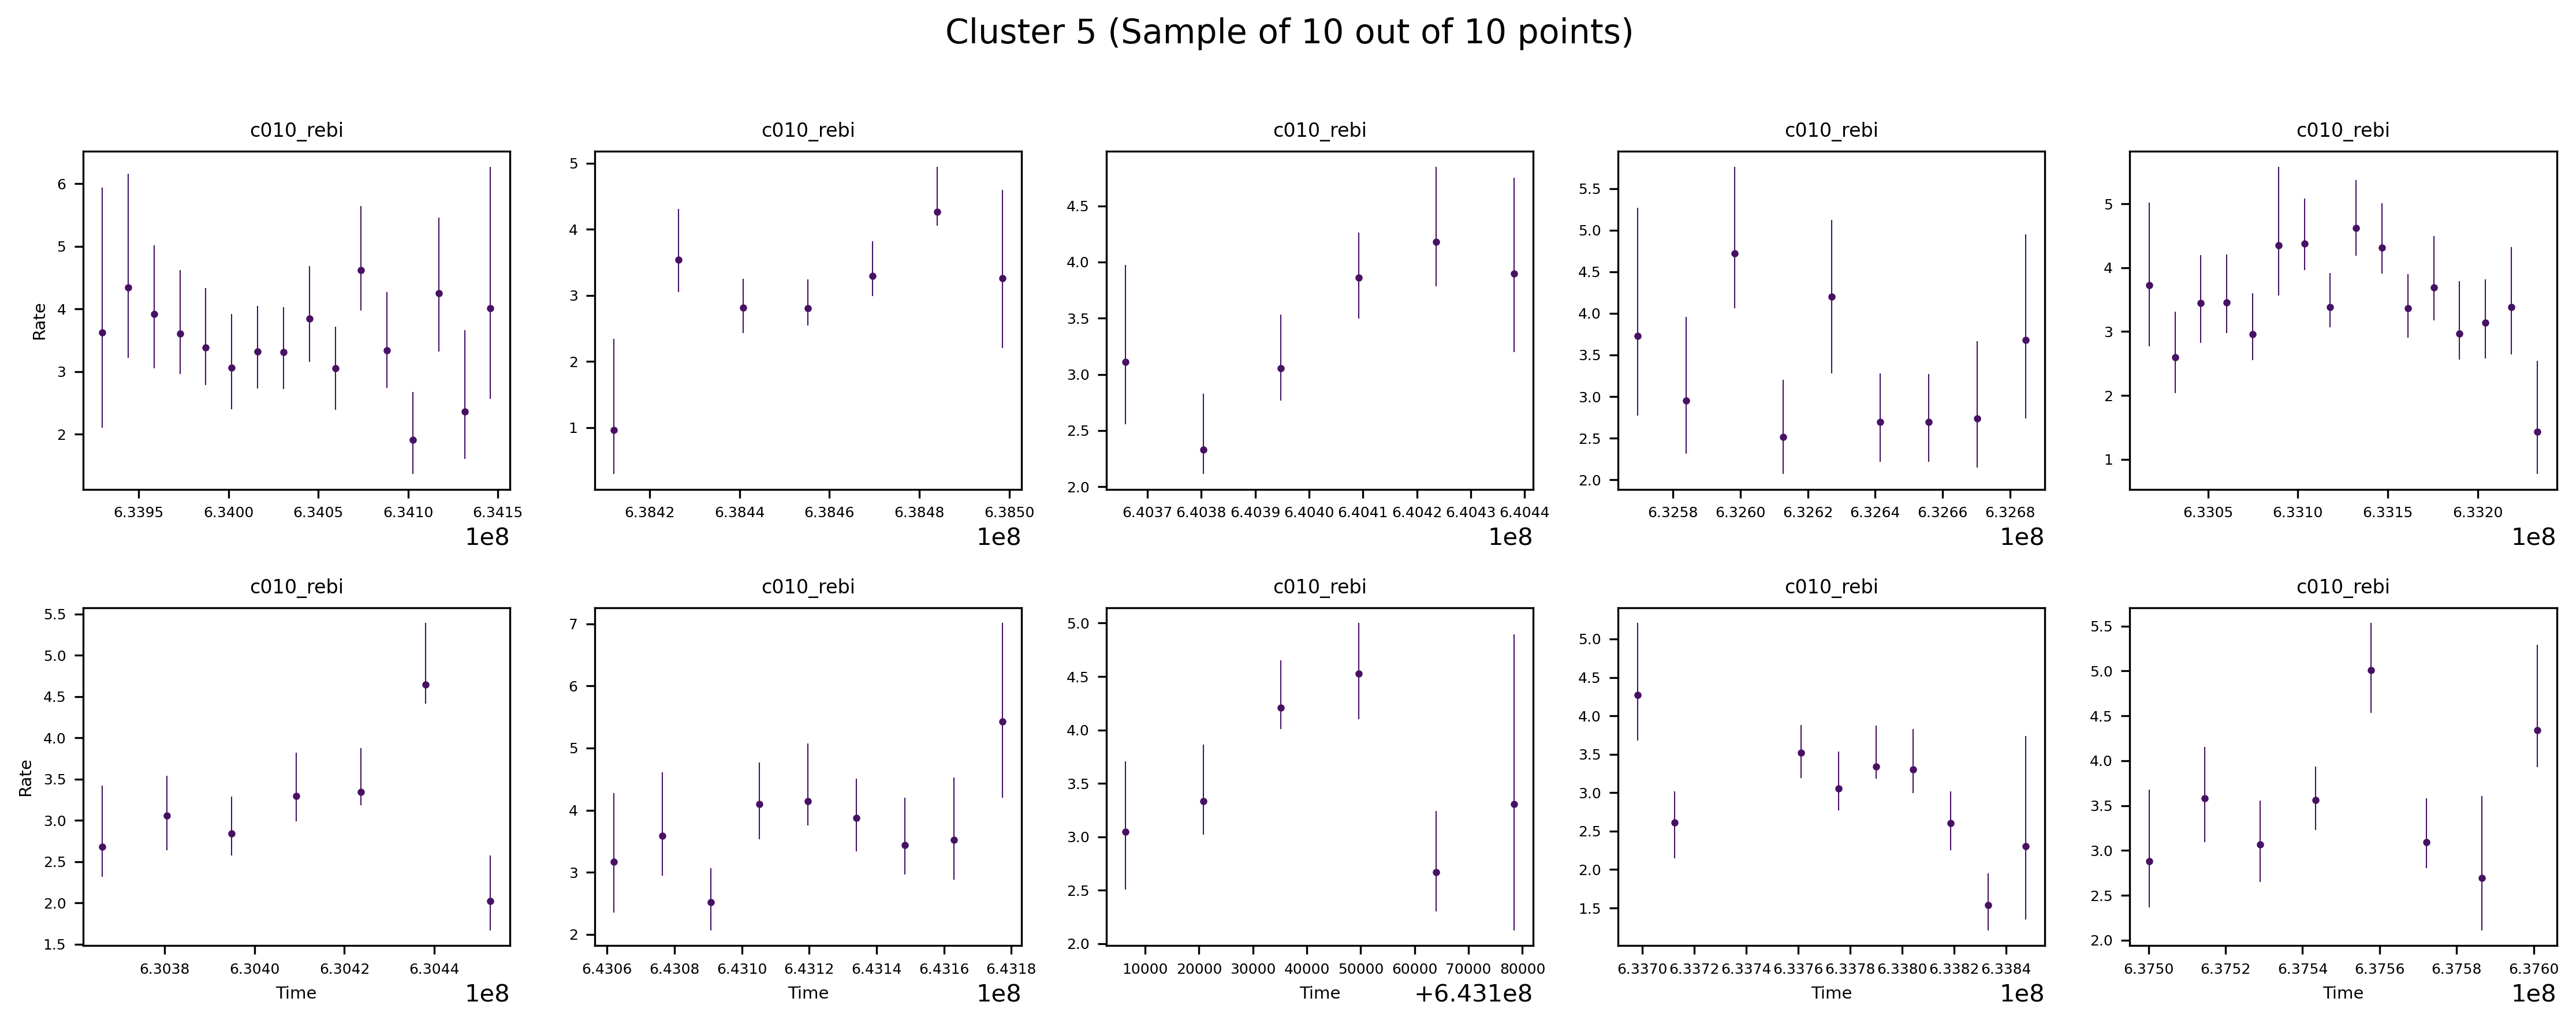 Cluster 5 (Sample of 10 out of 10 points)
c010_rebi c010_rebi c010_rebi c010_rebi c010_rebi
Rate
6
5
4
3
2
6.3395 6.3400 6.3405 6.3410 6.3415
1e8
5
4
3
2
1
6.3842 6.3844 6.3846 6.3848 6.3850
1e8
4.5
4.0
3.5
3.0
2.5
2.0
6.4037 6.4038 6.4039 6.4040 6.4041 6.4042 6.4043 6.4044
1e8
5.5
5.0
4.5
4.0
3.5
3.0
2.5
2.0
6.3258 6.3260 6.3262 6.3264 6.3266 6.3268
1e8
5
4
3
2
1
6.3305 6.3310 6.3315 6.3320
1e8
c010_rebi c010_rebi c010_rebi c010_rebi c010_rebi
Rate
5.5
5.0
4.5
4.0
3.5
3.0
2.5
2.0
1.5
6.3038 6.3040 6.3042 6.3044
Time
1e8
7
6
5
4
3
2
6.4306 6.4308 6.4310 6.4312 6.4314 6.4316 6.4318
Time
1e8
5.0
4.5
4.0
3.5
3.0
2.5
2.0
10000 20000 30000 40000 50000 60000 70000 80000
Time
+6.431e8
5.0
4.5
4.0
3.5
3.0
2.5
2.0
1.5
6.3370 6.3372 6.3374 6.3376 6.3378 6.3380 6.3382 6.3384
Time
1e8
5.5
5.0
4.5
4.0
3.5
3.0
2.5
2.0
6.3750 6.3752 6.3754 6.3756 6.3758 6.3760
Time
1e8